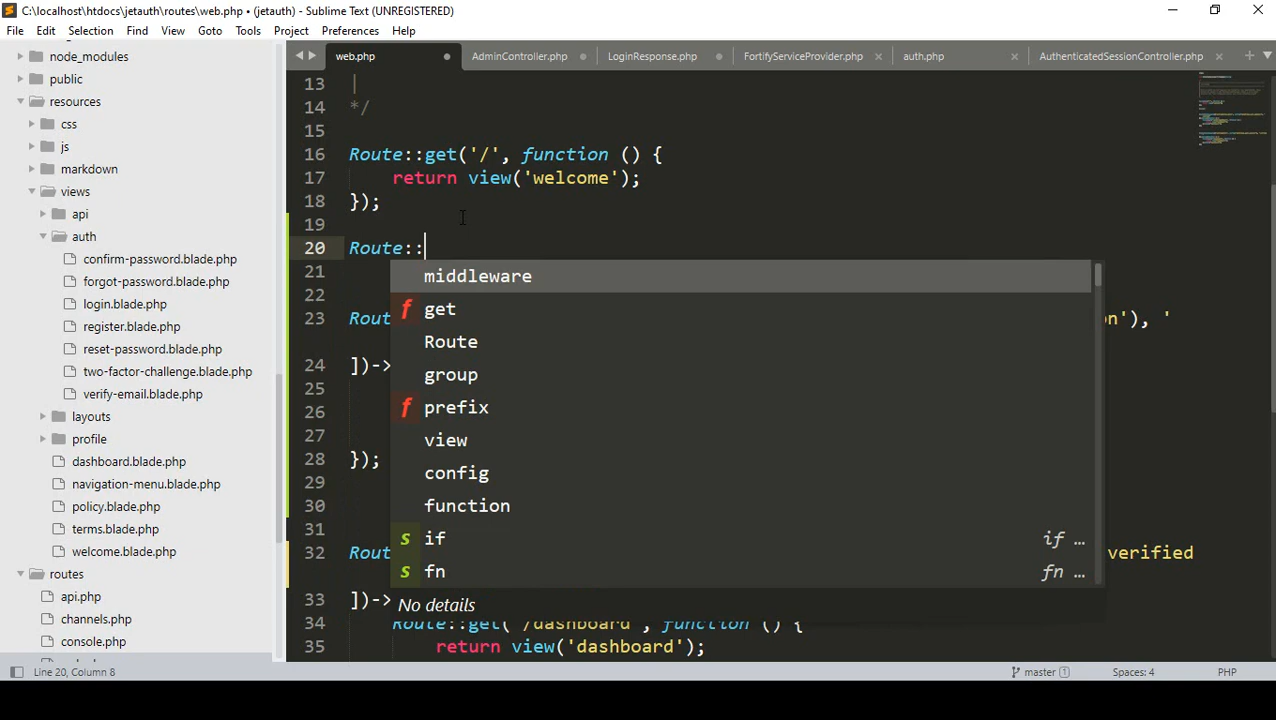 C:\localhost\htdocs\jetauth\routes\web.php • (jetauth) - Sublime Text (UNREGISTERED)
File Edit Selection Find View Goto Tools Project Preferences Help
node_modules
public
resources
css
js
markdown
views
api
auth
confirm-password.blade.php
forgot-password.blade.php
login.blade.php
register.blade.php
reset-password.blade.php
two-factor-challenge.blade.php
verify-email.blade.php
layouts
profile
dashboard.blade.php
navigation-menu.blade.php
policy.blade.php
terms.blade.php
welcome.blade.php
routes
api.php
channels.php
console.php
web.php AdminController.php LoginResponse.php FortifyServiceProvider.php auth.php AuthenticatedSessionController.php
13 |
14 */
15
16 Route::get('/', function () {
17 return view('welcome');
18 });
19
20 Route::
21
22
23 Rout on'), '
24 ])->
25
26
27
28 });
29
30
31
32 Rout verified
33 ])->
34 Route::get('/dashboard', function () {
35 return view('dashboard');
middleware
f get
Route
group
f prefix
view
config
function
s if if ...
s fn fn ...
No details
Line 20, Column 8 master 1 Spaces: 4 PHP